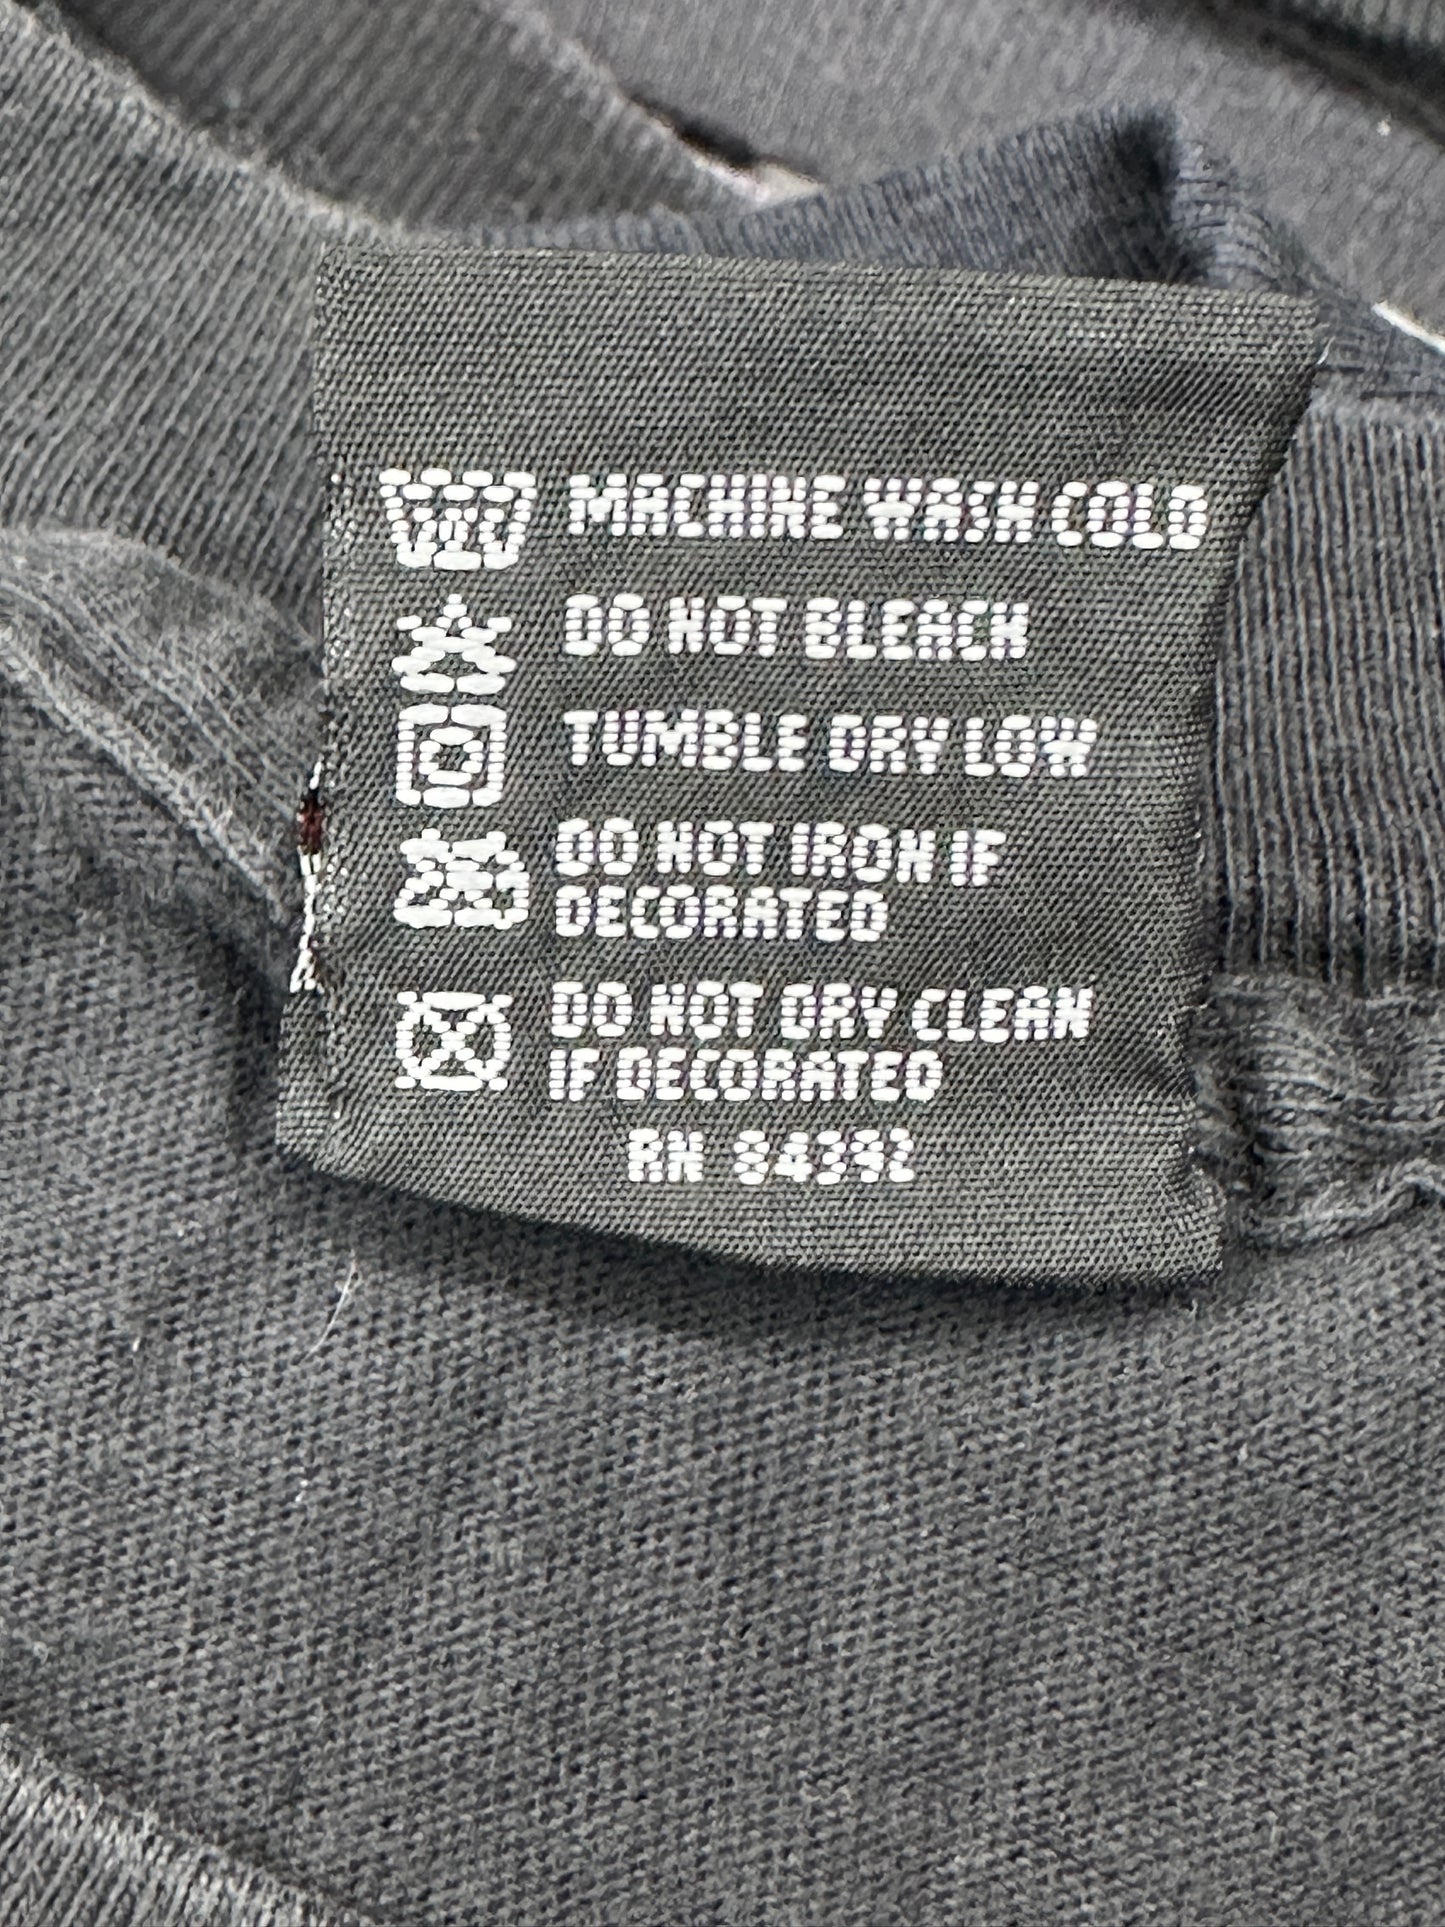 MACHINE WASH COLD
DO NOT BLEACH
TUMBLE DRY LOW
DO NOT IRON IF
DECORATED
DO NOT DRY CLEAN
IF DECORATED
RN 84392